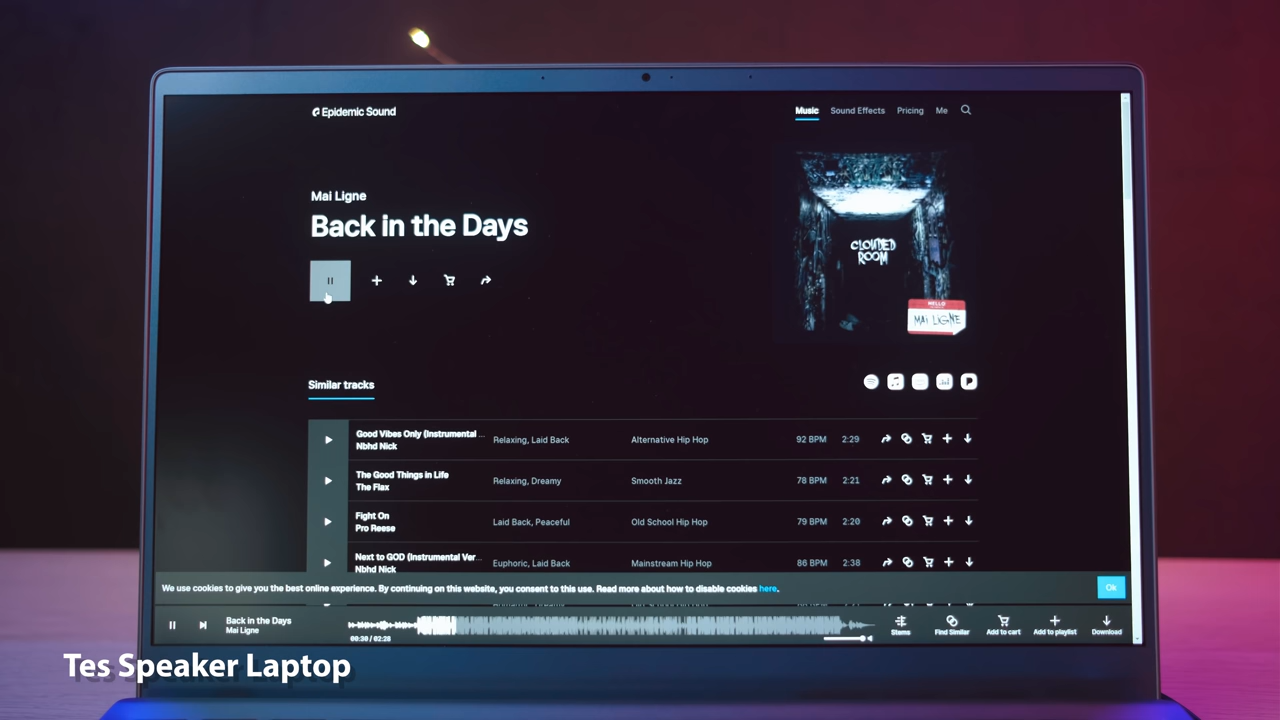 Epidemic Sound
Music Sound Effects Pricing Me
Mai Ligne
Back in the Days
CLOUDED
ROOM
HELLO
MAI LIGNE
Similar tracks
Good Vibes Only (Instrumental ...
Nbhd Nick
Relaxing, Laid Back
Alternative Hip Hop
92 BPM
2:29
The Good Things in Life
The Flax
Relaxing, Dreamy
Smooth Jazz
78 BPM
2:21
Fight On
Pro Reese
Laid Back, Peaceful
Old School Hip Hop
79 BPM
2:20
Next to GOD (Instrumental Ver...
Nbhd Nick
Euphoric, Laid Back
Mainstream Hip Hop
86 BPM
2:38
We use cookies to give you the best online experience. By continuing on this website, you consent to this use. Read more about how to disable cookies here.
Ok
Back in the Days
Mai Ligne
00:30 / 02:28
Stems
Find Similar
Add to cart
Add to playlist
Download
Tes Speaker Laptop